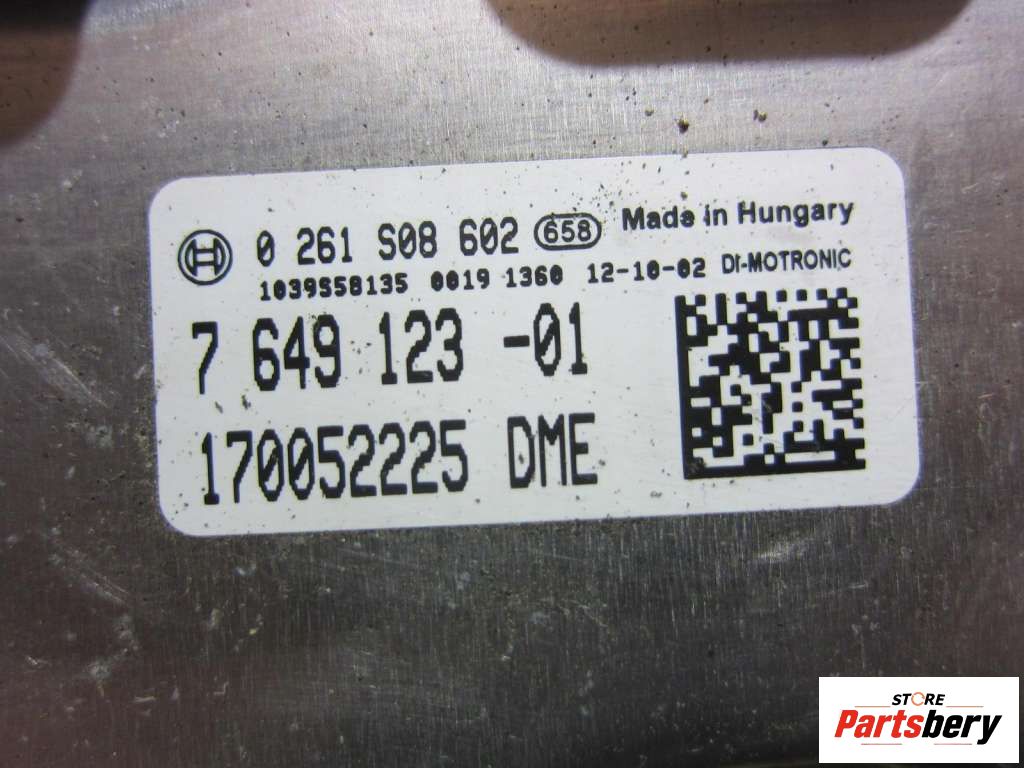 0 261 S08 602 658 Made in Hungary
1039S58135 0019 1360 12-10-02 DI-MOTRONIC
7 649 123 -01
170052225 DME
STORE
Partsbery